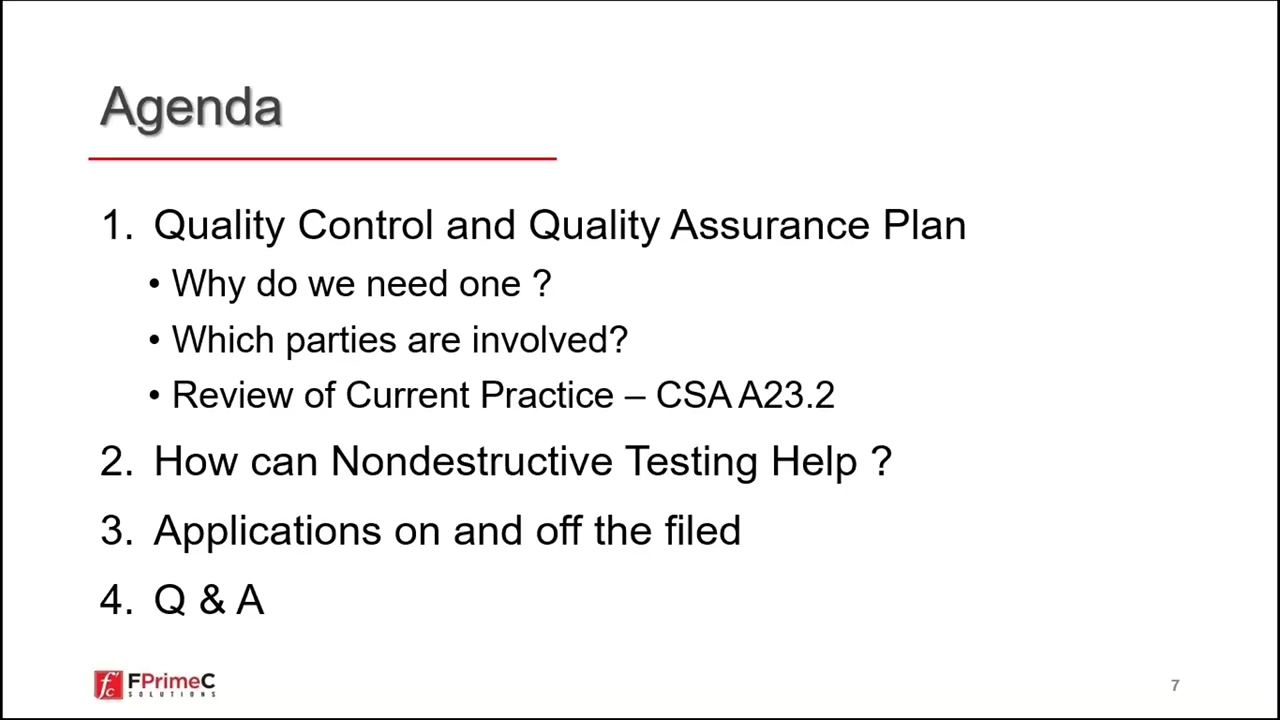 Agenda
1. Quality Control and Quality Assurance Plan
• Why do we need one ?
• Which parties are involved?
• Review of Current Practice – CSA A23.2
2. How can Nondestructive Testing Help ?
3. Applications on and off the filed
4. Q & A
f'c FPrimeC
SOLUTIONS
7